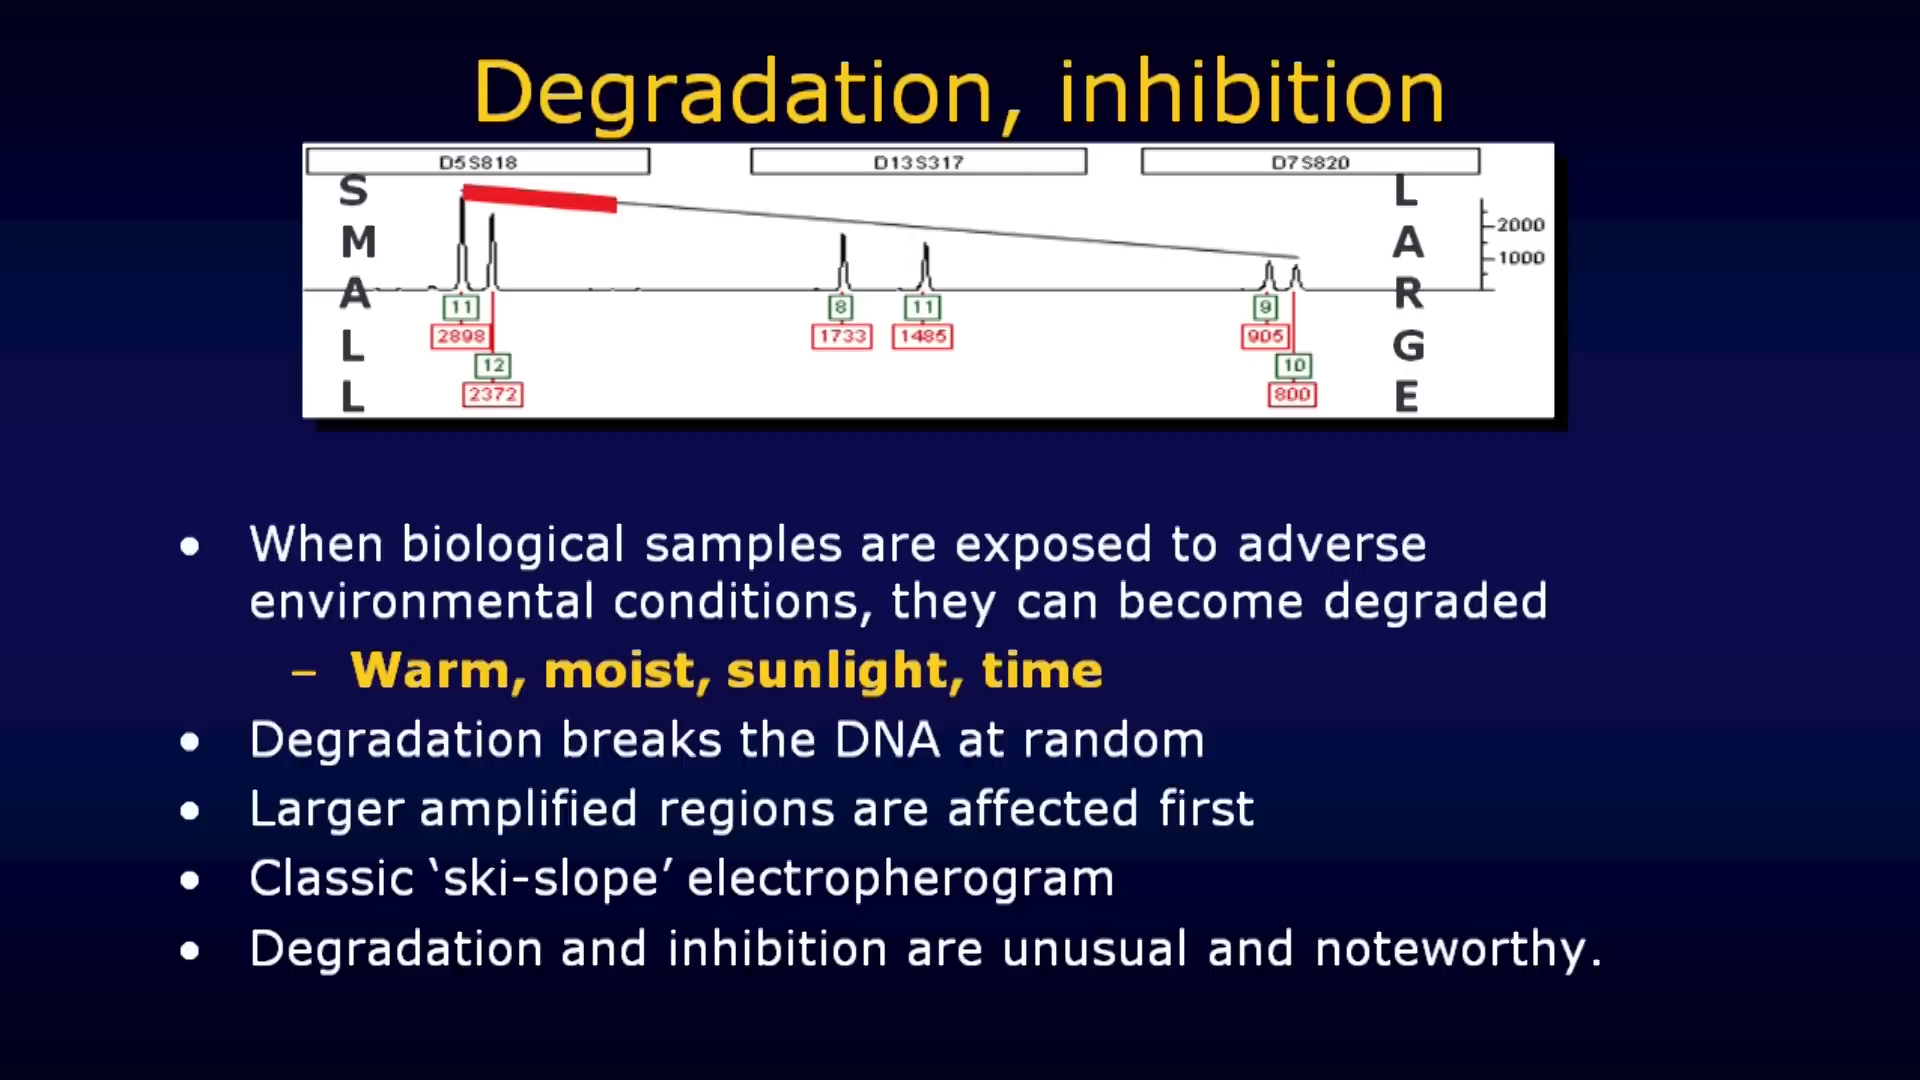 Degradation, inhibition
D5S818 D13S317 D7S820
SMALL
LARGE
2000
1000
11 8 11 9
2898 1733 1485 905
12 10
2372 800
• When biological samples are exposed to adverse
environmental conditions, they can become degraded
– Warm, moist, sunlight, time
• Degradation breaks the DNA at random
• Larger amplified regions are affected first
• Classic ‘ski-slope’ electropherogram
• Degradation and inhibition are unusual and noteworthy.